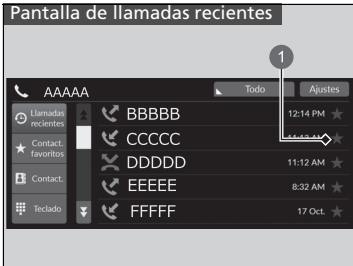 Pantalla de llamadas recientes
1
AAAAA
Todo
Ajustes
Llamadas
recientes
BBBBB
12:14 PM
Contact.
favoritos
CCCCC
DDDDD
11:12 AM
Contact.
EEEEE
8:32 AM
Teclado
FFFFF
17 Oct.